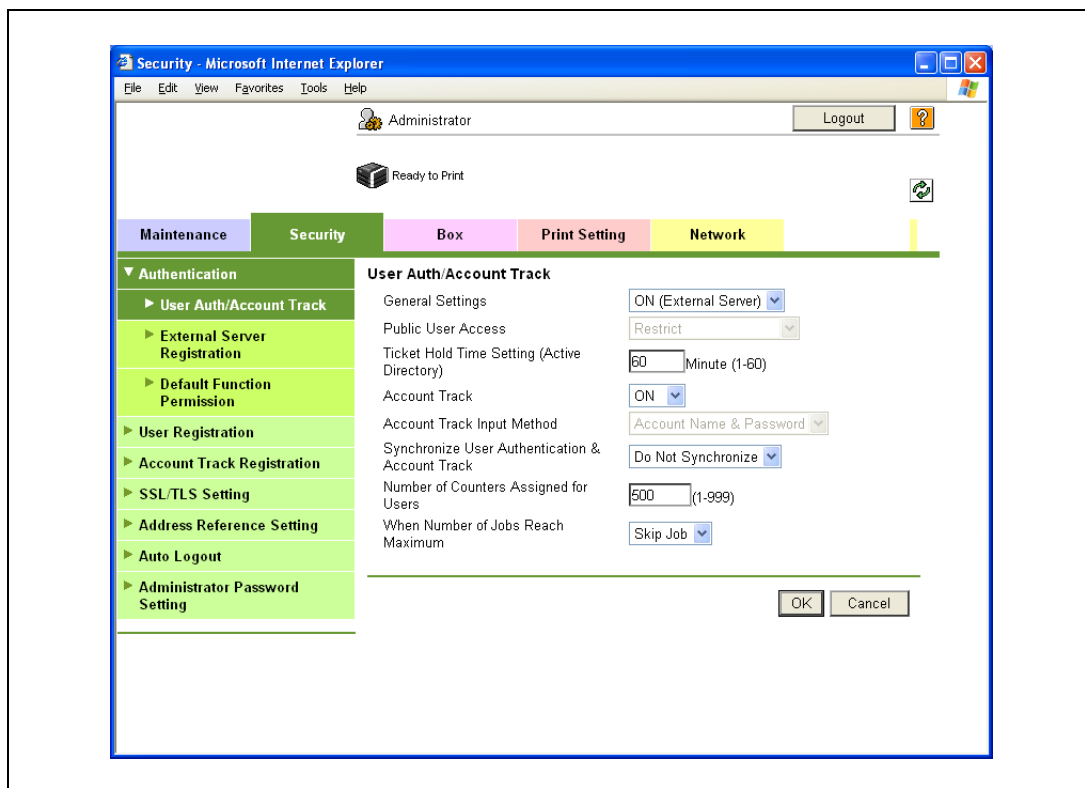 Security - Microsoft Internet Explorer
File Edit View Favorites Tools Help
Administrator
Logout
?
Ready to Print
Maintenance Security Box Print Setting Network
Authentication
User Auth/Account Track
External Server
Registration
Default Function
Permission
User Registration
Account Track Registration
SSL/TLS Setting
Address Reference Setting
Auto Logout
Administrator Password
Setting
User Auth/Account Track
General Settings ON (External Server)
Public User Access Restrict
Ticket Hold Time Setting (Active
Directory) 60 Minute (1-60)
Account Track ON
Account Track Input Method Account Name & Password
Synchronize User Authentication &
Account Track Do Not Synchronize
Number of Counters Assigned for
Users 500 (1-999)
When Number of Jobs Reach
Maximum Skip Job
OK Cancel